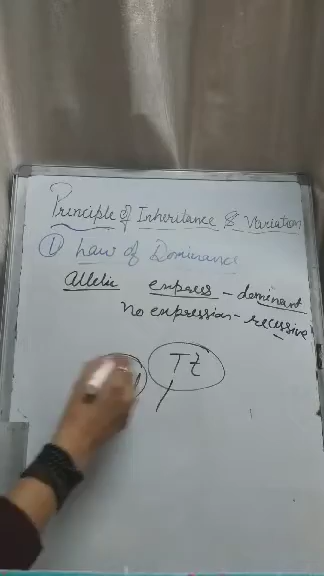 Principle of Inheritance & Variation
① Law of Dominance
Allelic express - dominant
no expression - recessive
Tt